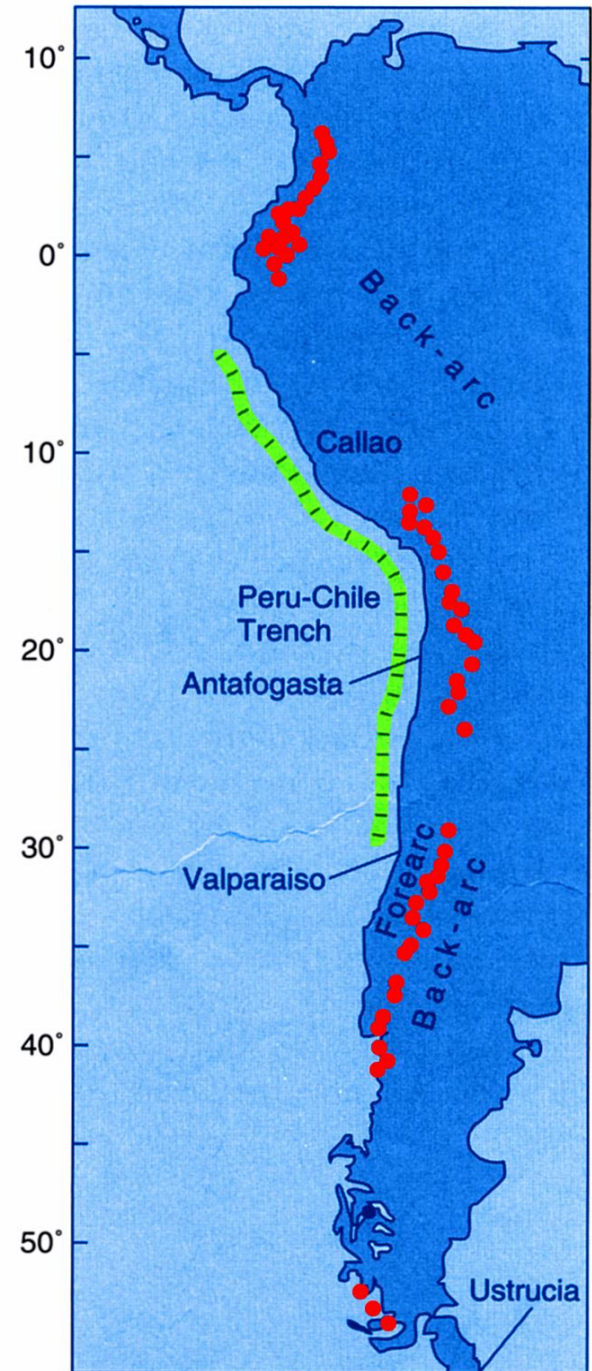 10°
0°
Back-arc
10°
Callao
Peru-Chile
Trench
20°
Antafogasta
30°
Forearc
Back-arc
Valparaiso
40°
50°
Ustrucia